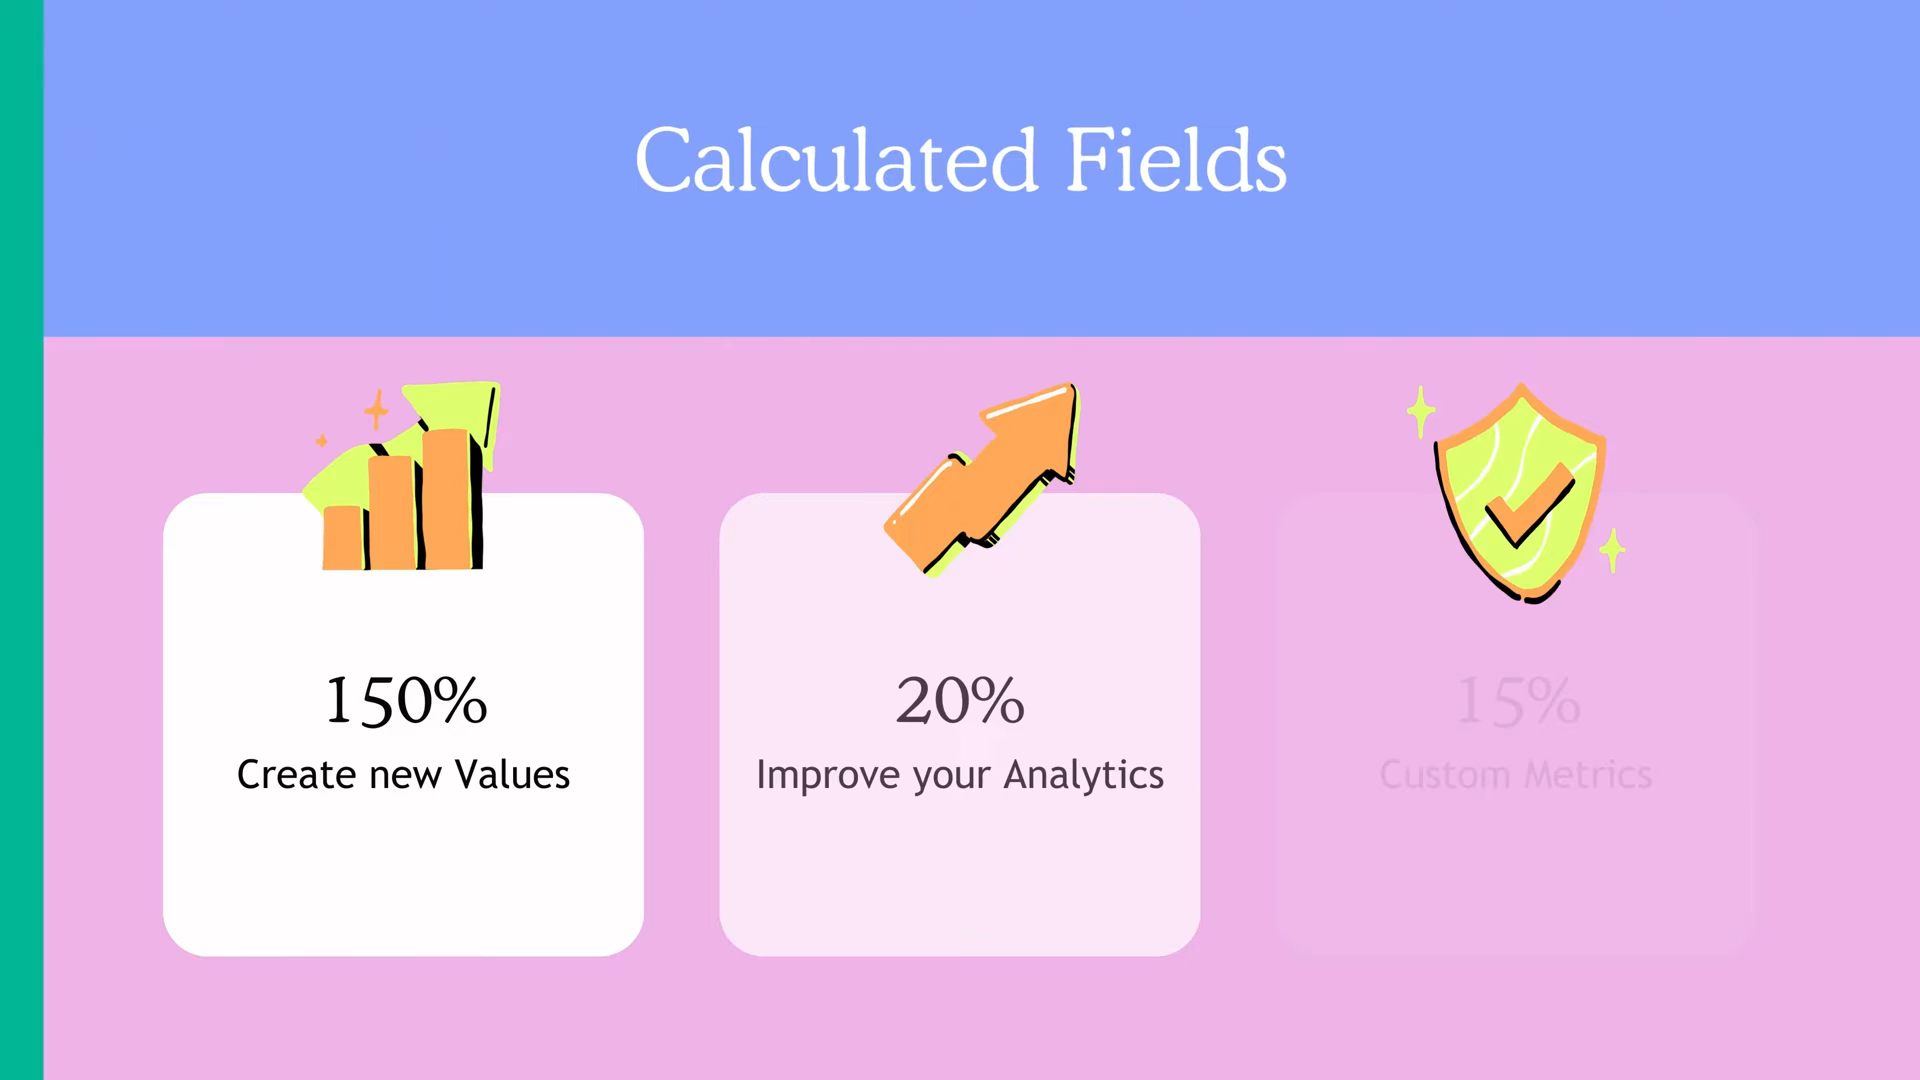 Calculated Fields
150%
Create new Values
20%
Improve your Analytics
15%
Custom Metrics